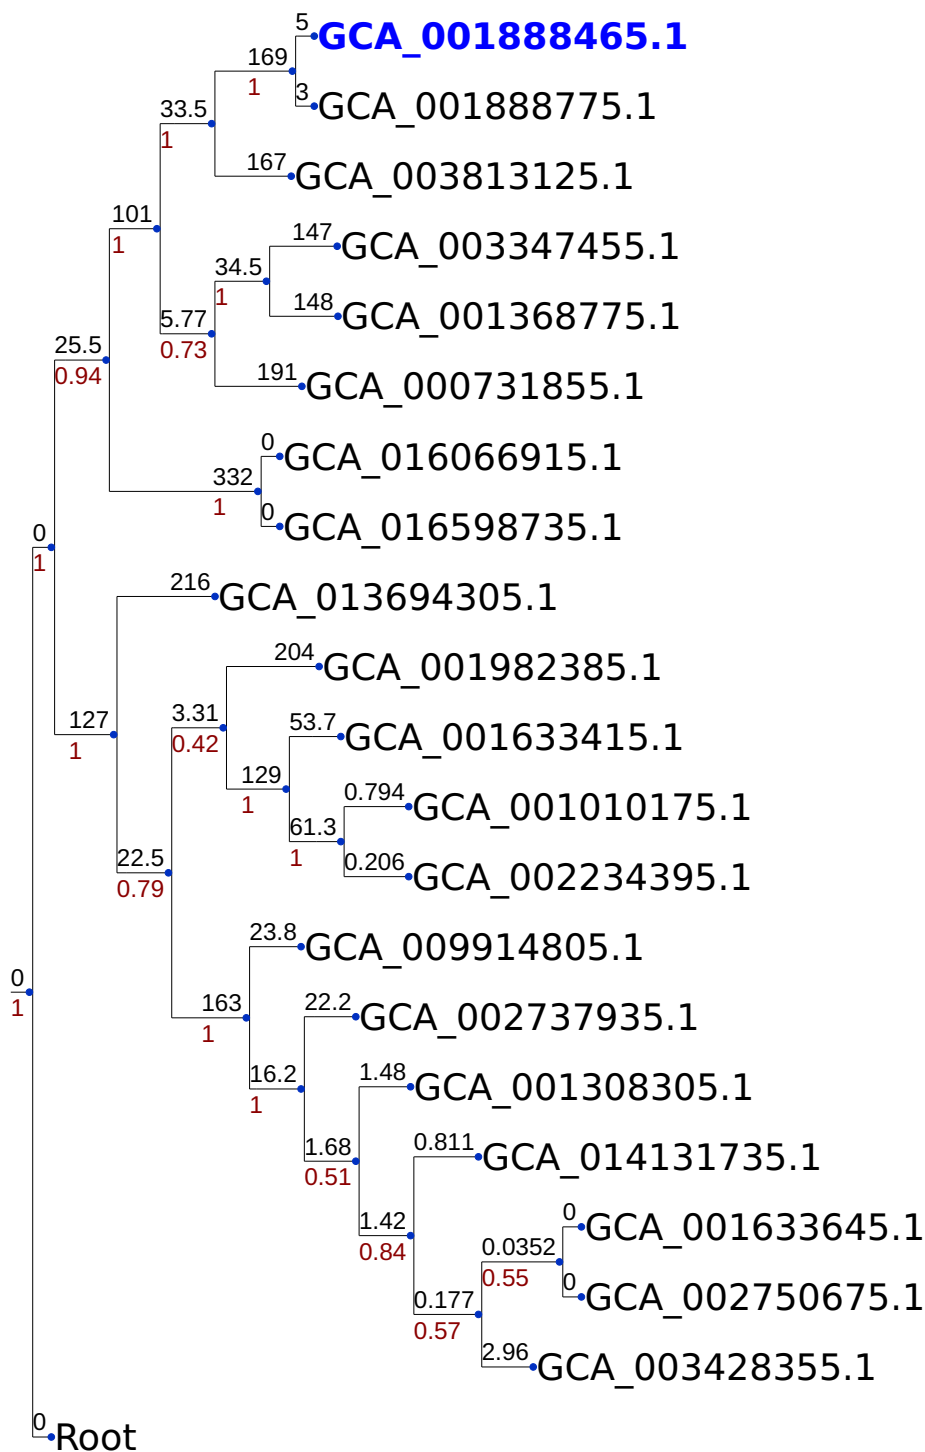 5
GCA_001888465.1
169
1
3
GCA_001888775.1
33.5
1
167
GCA_003813125.1
101
1
147
GCA_003347455.1
34.5
1
148
GCA_001368775.1
5.77
0.73
25.5
0.94
191
GCA_000731855.1
0
GCA_016066915.1
332
1
0
GCA_016598735.1
0
1
216
GCA_013694305.1
204
GCA_001982385.1
127
1
3.31
0.42
53.7
GCA_001633415.1
129
1
0.794
GCA_001010175.1
61.3
1
22.5
0.79
0.206
GCA_002234395.1
23.8
GCA_009914805.1
0
1
163
1
22.2
GCA_002737935.1
16.2
1
1.48
GCA_001308305.1
1.68
0.51
0.811
GCA_014131735.1
1.42
0.84
0
GCA_001633645.1
0.0352
0.55
0
GCA_002750675.1
0.177
0.57
2.96
GCA_003428355.1
0
Root